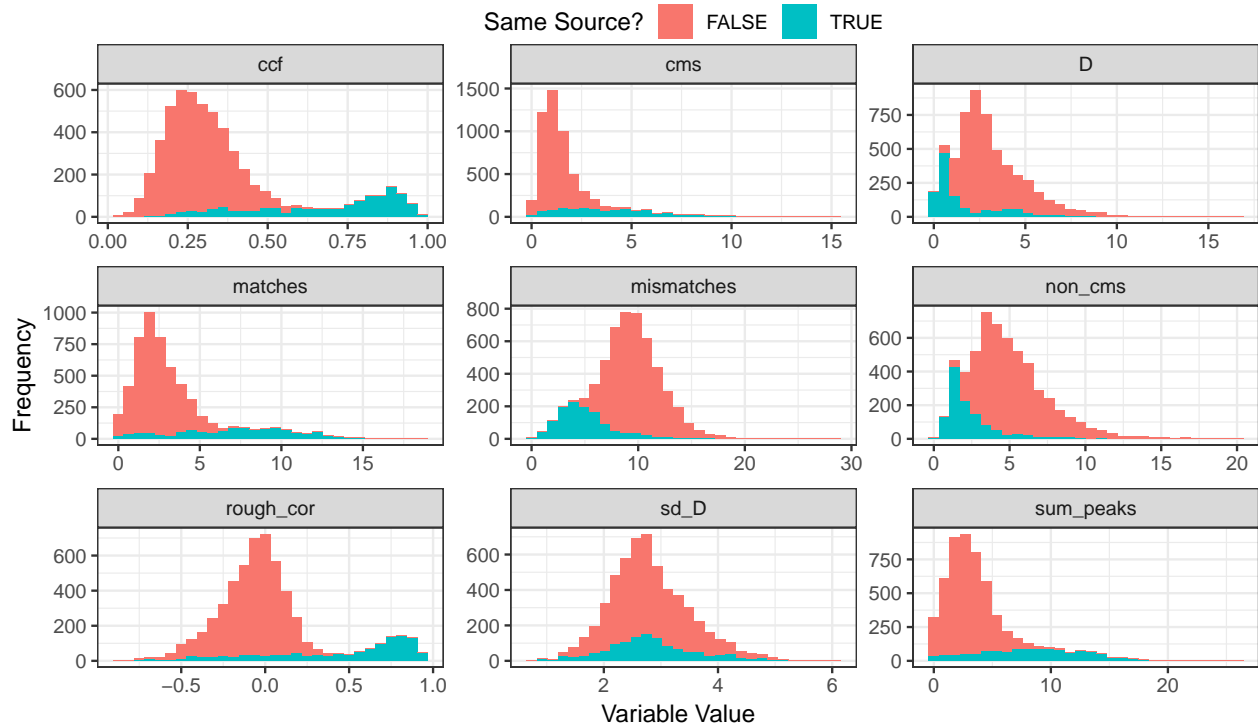 Same Source? FALSE TRUE
ccf cms D
600 1500
400 1000 750
200 500 500
0 0 250
0
0.00 0.25 0.50 0.75 1.00 0 5 10 15 0 5 10 15
matches mismatches non_cms
1000 800
750 600 600
500 400 400
250 200 200
0 0 0
0 5 10 15 0 10 20 30 0 5 10 15 20
rough_cor sd_D sum_peaks
600 600 750
400 400 500
200 200 250
0 0 0
−0.5 0.0 0.5 1.0 2 4 6 0 10 20
Frequency
Variable Value